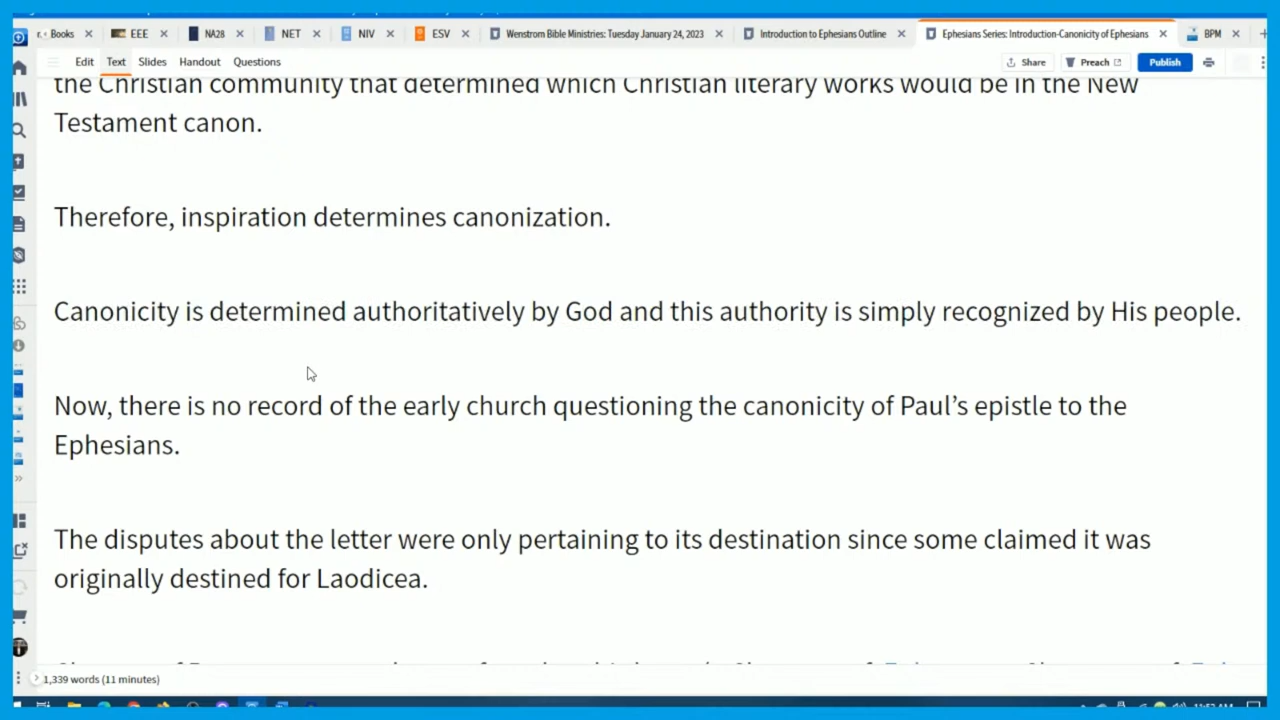 Books
EEE
NA28
NET
NIV
ESV
Wenstrom Bible Ministries: Tuesday January 24, 2023
Introduction to Ephesians Outline
Ephesians Series: Introduction-Canonicity of Ephesians
BPM
Edit
Text
Slides
Handout
Questions
Share
Preach
Publish
the Christian community that determined which Christian literary works would be in the New
Testament canon.
Therefore, inspiration determines canonization.
Canonicity is determined authoritatively by God and this authority is simply recognized by His people.
Now, there is no record of the early church questioning the canonicity of Paul’s epistle to the
Ephesians.
The disputes about the letter were only pertaining to its destination since some claimed it was
originally destined for Laodicea.
1,339 words (11 minutes)